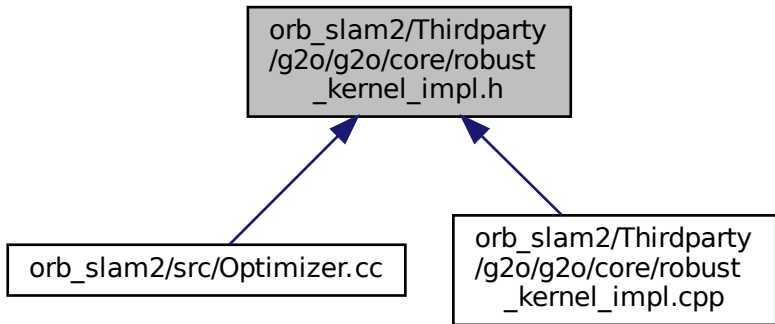 orb_slam2/Thirdparty
/g2o/g2o/core/robust
_kernel_impl.h
orb_slam2/src/Optimizer.cc
orb_slam2/Thirdparty
/g2o/g2o/core/robust
_kernel_impl.cpp